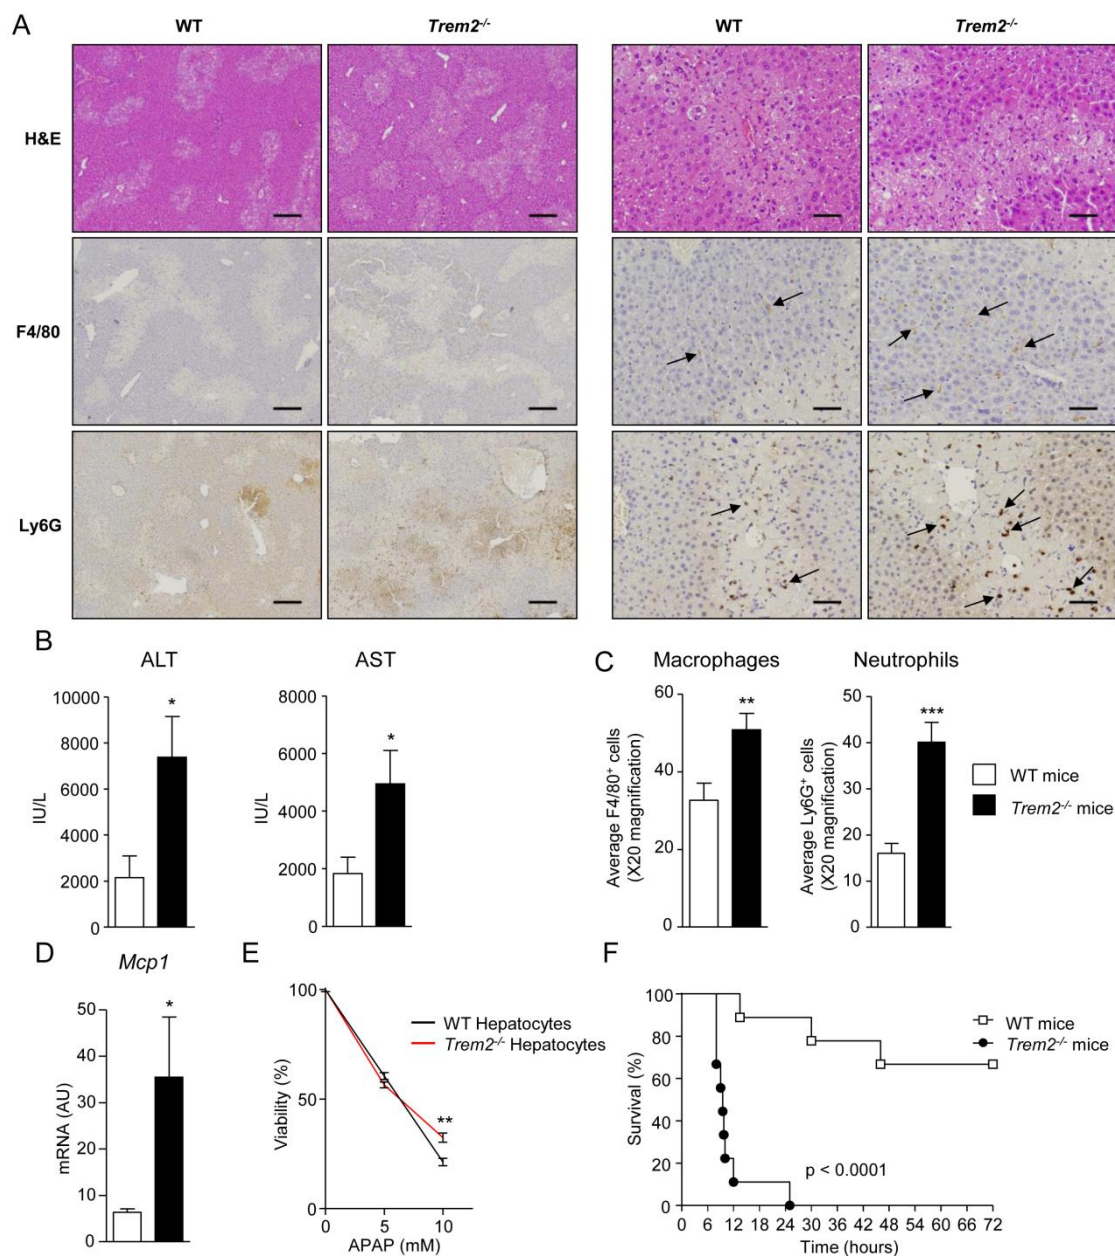 A
WT
Trem2-/-
WT
Trem2-/-
H&E
F4/80
Ly6G
B
ALT
AST
IU/L
10000
8000
6000
4000
2000
0
*
IU/L
8000
6000
4000
2000
0
*
C
Macrophages
Neutrophils
Average F4/80+ cells
(X20 magnification)
60
40
20
0
**
Average Ly6G+ cells
(X20 magnification)
50
40
30
20
10
0
***
WT mice
Trem2-/- mice
D
Mcp1
mRNA (AU)
50
40
30
20
10
0
*
E
Viability (%)
100
50
0
WT Hepatocytes
Trem2-/- Hepatocytes
**
0
5
10
APAP (mM)
F
Survival (%)
100
80
60
40
20
0
WT mice
Trem2-/- mice
p < 0.0001
0 6 12 18 24 30 36 42 48 54 60 66 72
Time (hours)